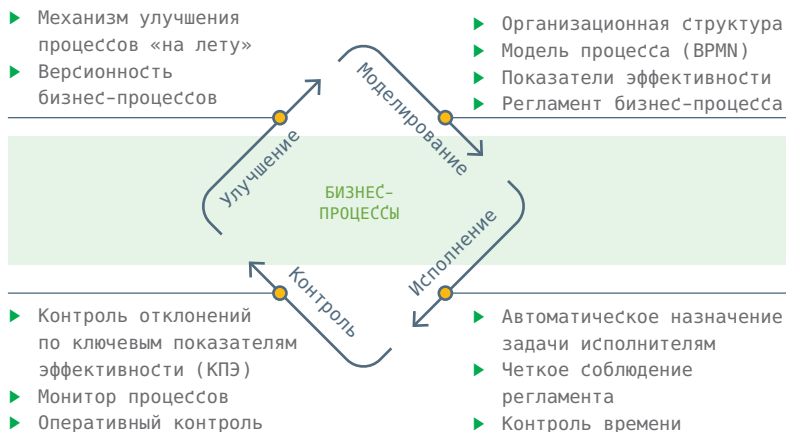 Механизм улучшения
процессов «на лету»
Версионность
бизнес-процессов
Организационная структура
Модель процесса (BPMN)
Показатели эффективности
Регламент бизнес-процесса
Моделирование
Улучшение
БИЗНЕС-
ПРОЦЕССЫ
Исполнение
Контроль
Контроль отклонений
по ключевым показателям
эффективности (КПЭ)
Монитор процессов
Оперативный контроль
Автоматическое назначение
задачи исполнителям
Четкое соблюдение
регламента
Контроль времени